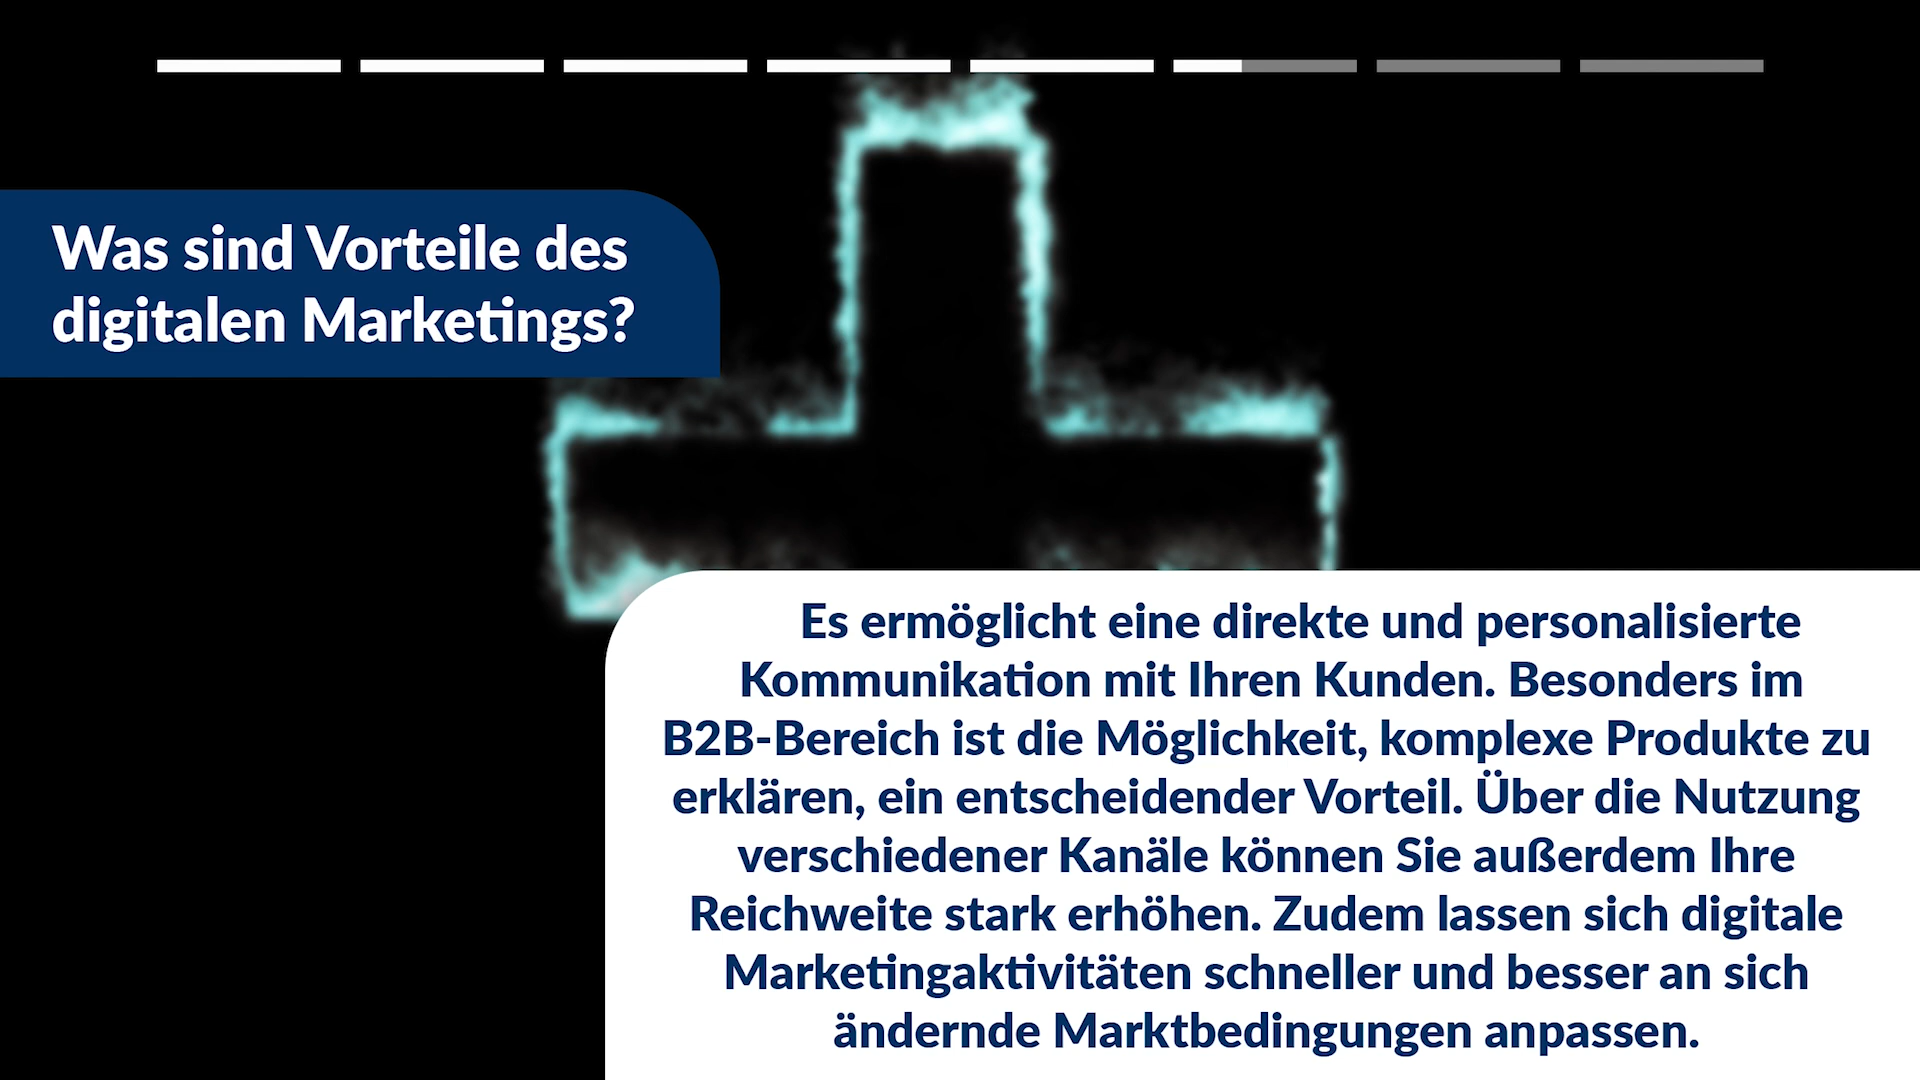 Was sind Vorteile des
digitalen Marketings?
Es ermöglicht eine direkte und personalisierte
Kommunikation mit Ihren Kunden. Besonders im
B2B-Bereich ist die Möglichkeit, komplexe Produkte zu
erklären, ein entscheidender Vorteil. Über die Nutzung
verschiedener Kanäle können Sie außerdem Ihre
Reichweite stark erhöhen. Zudem lassen sich digitale
Marketingaktivitäten schneller und besser an sich
ändernde Marktbedingungen anpassen.